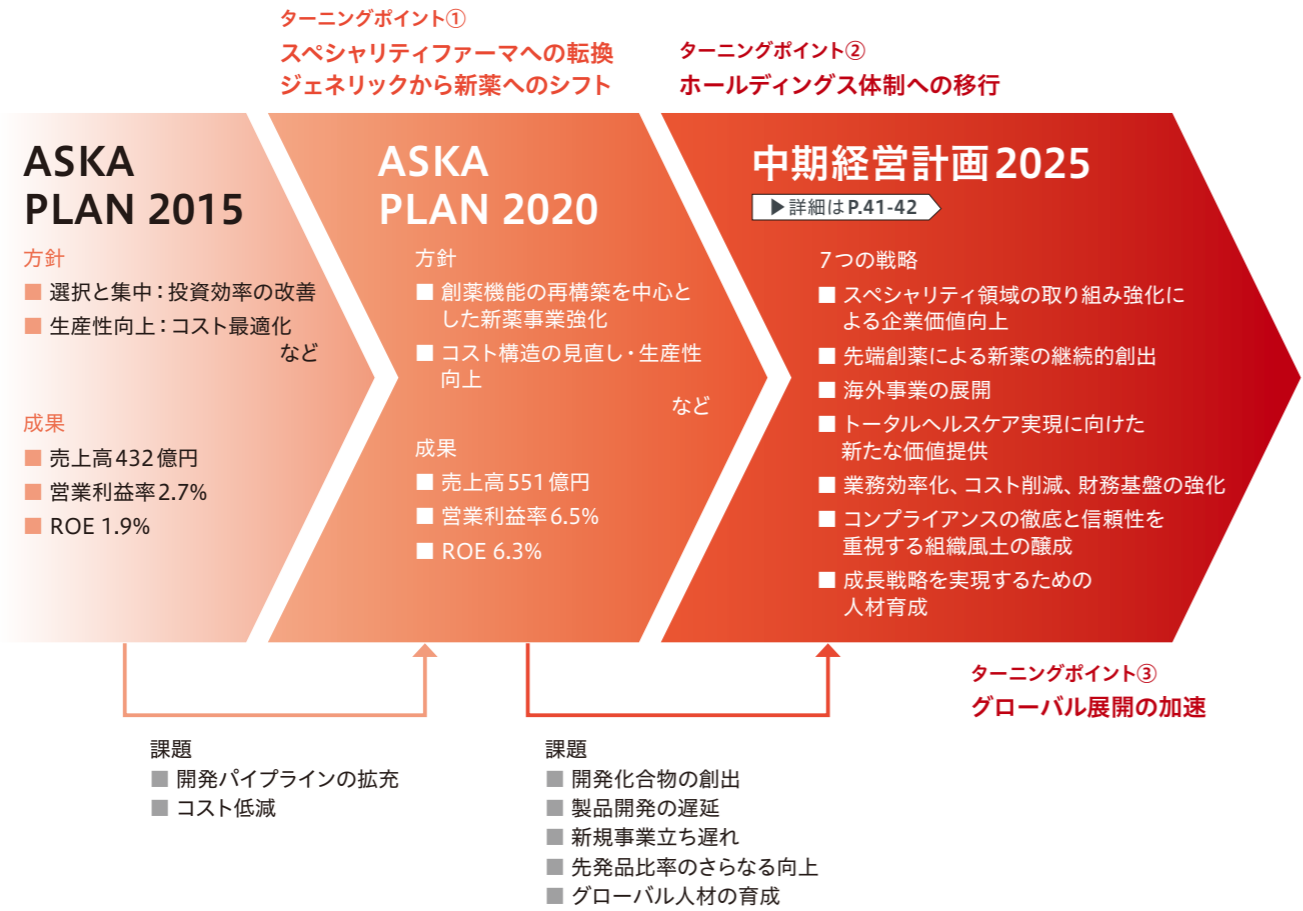 ターニングポイント①
スペシャリティファーマへの転換
ジェネリックから新薬へのシフト
ターニングポイント②
ホールディングス体制への移行
ASKA
PLAN 2015
方針
■ 選択と集中：投資効率の改善
■ 生産性向上：コスト最適化
など
成果
■ 売上高432億円
■ 営業利益率2.7%
■ ROE 1.9%
ASKA
PLAN 2020
方針
■ 創薬機能の再構築を中心と
した新薬事業強化
■ コスト構造の見直し・生産性
向上
など
成果
■ 売上高551億円
■ 営業利益率6.5%
■ ROE 6.3%
中期経営計画2025
▶詳細はP.41-42
7つの戦略
■ スペシャリティ領域の取り組み強化に
よる企業価値向上
■ 先端創薬による新薬の継続的創出
■ 海外事業の展開
■ トータルヘルスケア実現に向けた
新たな価値提供
■ 業務効率化、コスト削減、財務基盤の強化
■ コンプライアンスの徹底と信頼性を
重視する組織風土の醸成
■ 成長戦略を実現するための
人材育成
ターニングポイント③
グローバル展開の加速
課題
■ 開発パイプラインの拡充
■ コスト低減
課題
■ 開発化合物の創出
■ 製品開発の遅延
■ 新規事業立ち遅れ
■ 先発品比率のさらなる向上
■ グローバル人材の育成